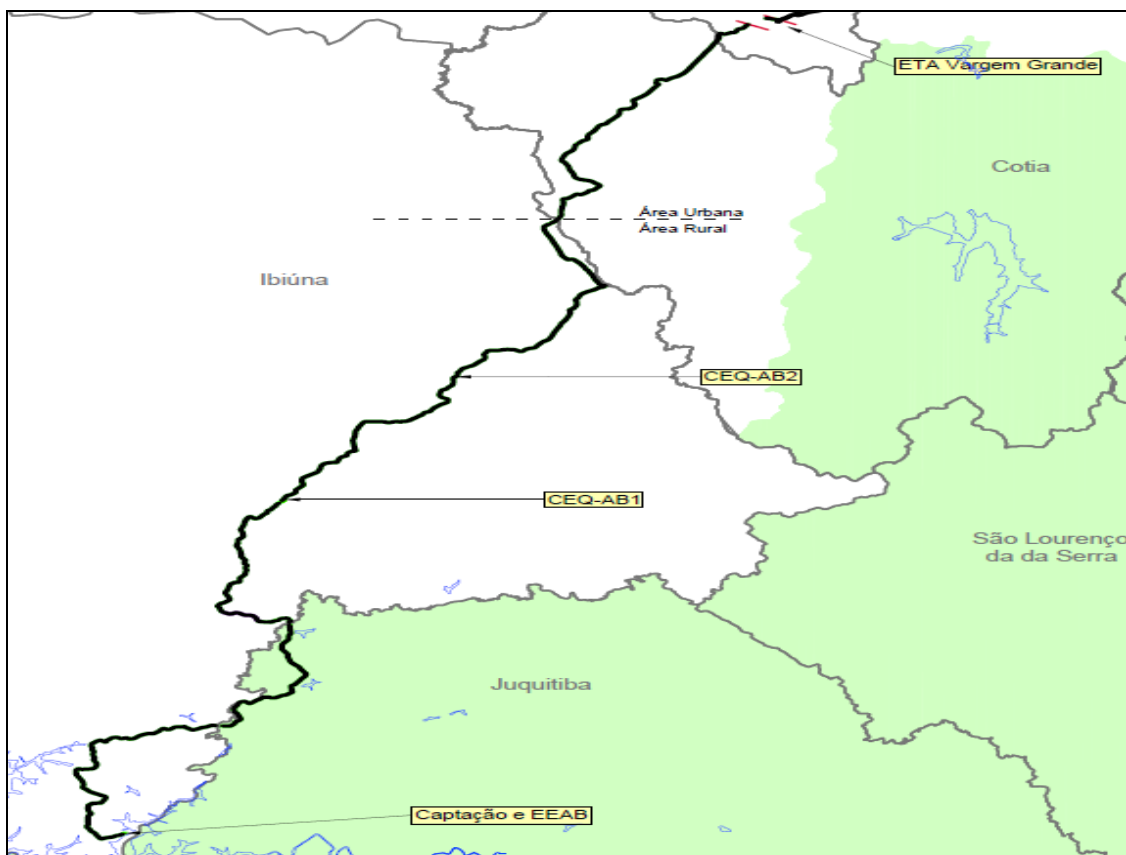 ETA Vargem Grande
Cotia
Área Urbana
Área Rural
Ibiúna
CEQ-AB2
CEQ-AB1
São Lourenço
da da Serra
Juquitiba
Captação e EEAB